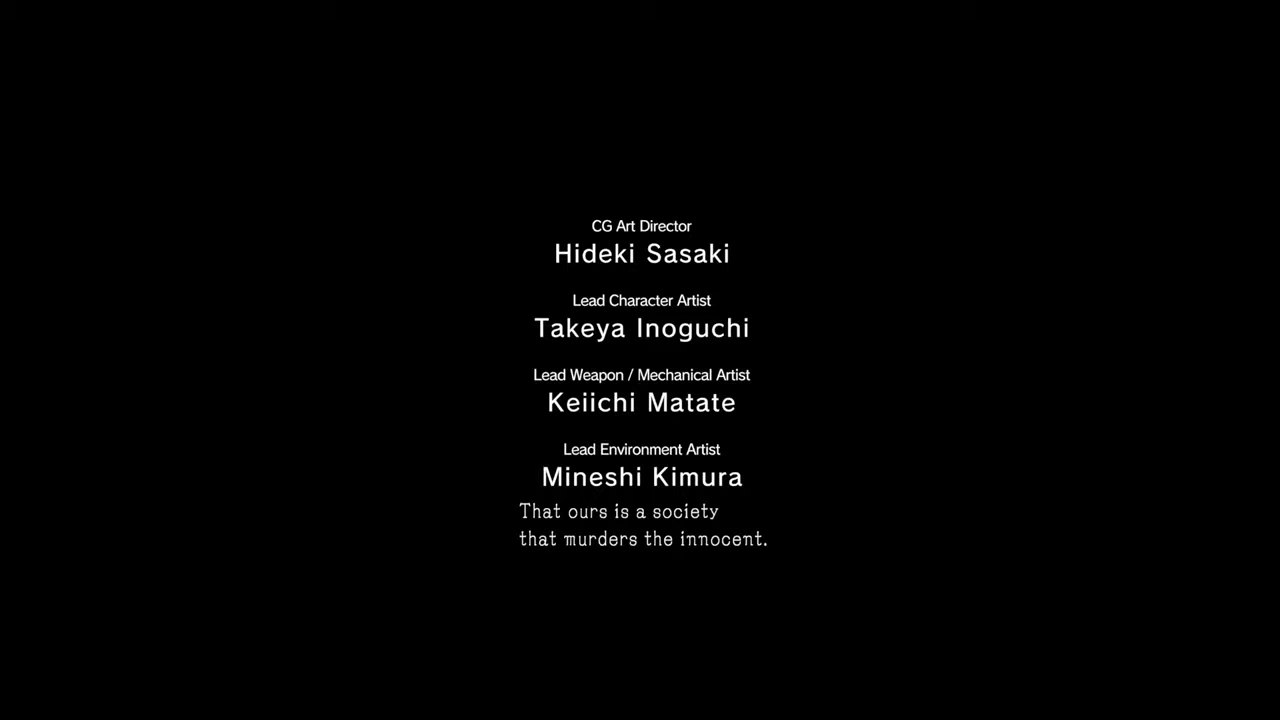 CG Art Director
Hideki Sasaki
Lead Character Artist
Takeya Inoguchi
Lead Weapon / Mechanical Artist
Keiichi Matate
Lead Environment Artist
Mineshi Kimura
That ours is a society
that murders the innocent.